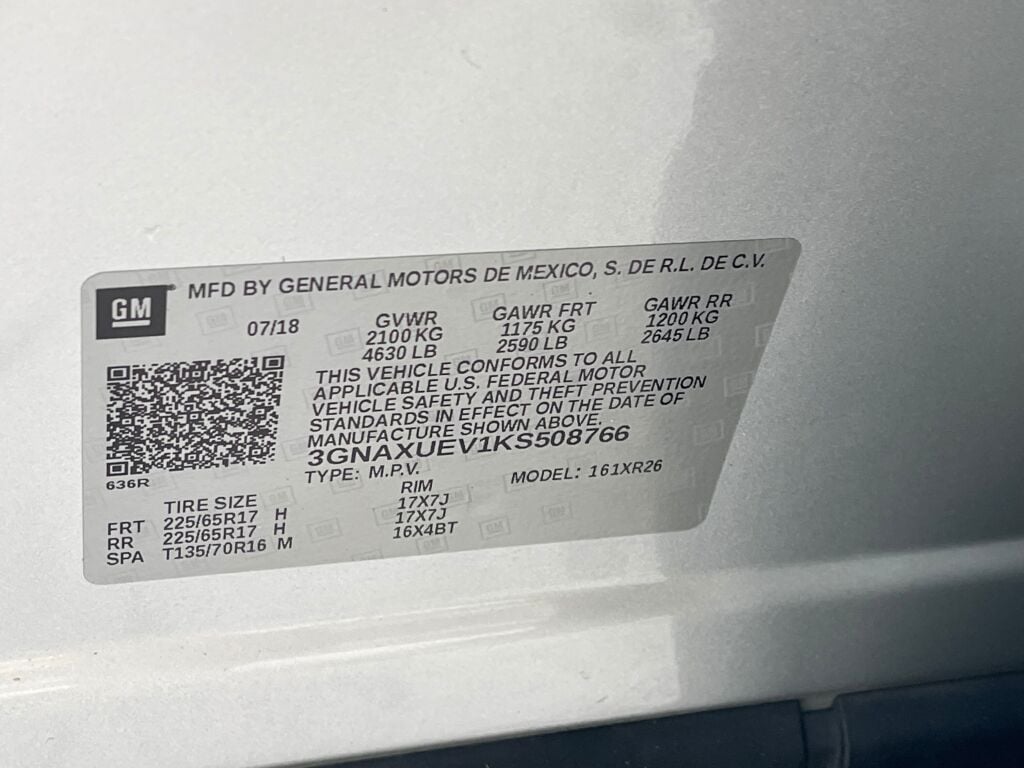 GM
MFD BY GENERAL MOTORS DE MEXICO, S. DE R.L. DE C.V.
07/18 GVWR GAWR FRT GAWR RR
2100 KG 1175 KG 1200 KG
4630 LB 2590 LB 2645 LB
THIS VEHICLE CONFORMS TO ALL
APPLICABLE U.S. FEDERAL MOTOR
VEHICLE SAFETY AND THEFT PREVENTION
STANDARDS IN EFFECT ON THE DATE OF
MANUFACTURE SHOWN ABOVE.
3GNAXUEV1KS508766
636R
TYPE: M.P.V. MODEL: 161XR26
TIRE SIZE RIM
FRT 225/65R17 H 17X7J
RR 225/65R17 H 17X7J
SPA T135/70R16 M 16X4BT